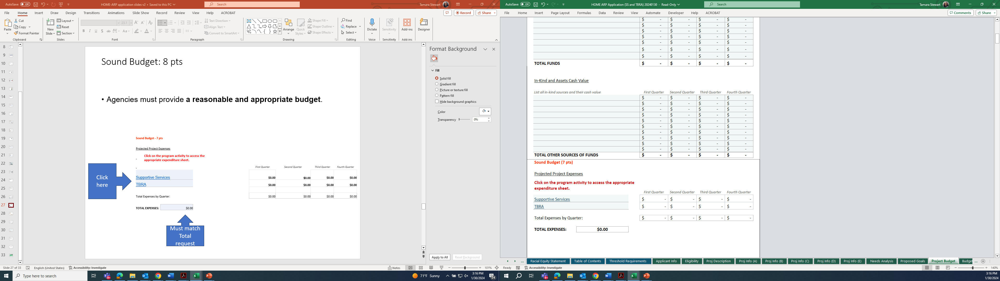 AutoSave Off HOME-ARP application slides v2 • Saved to this PC Search Tamara Stewart
File Home Insert Draw Design Transitions Animations Slide Show Record Review View Help ACROBAT Record Share
Paste Cut Copy Format Painter Clipboard
New Slide Layout Reset Section Slides
23.1 Font
B I U S ab AV Aa A
Paragraph
Text Direction Align Text Convert to SmartArt
Arrange Quick Styles Shape Fill Shape Outline Shape Effects Drawing
Find Replace Select Editing
Dictate Voice
Sensitivity Sensitivity
Add-ins Add-ins
Designer
8
9
10
11
12
13
14
15
16
17
18
19
20
21
22
23
24
25
26
27
28
29
30
31
32
33
Sound Budget: 8 pts
• Agencies must provide a reasonable and appropriate budget.
Sound Budget - 7 pts
Projected Project Expenses
Click on the program activity to access the
appropriate expenditure sheet.
First Quarter Second Quarter Third Quarter Fourth Quarter
Click
here
Supportive Services $0.00 $0.00 $0.00 $0.00
TBRA $0.00 $0.00 $0.00 $0.00
Total Expenses by Quarter: $0.00 $0.00 $0.00 $0.00
TOTAL EXPENSES: $0.00
Must match
Total
request
Format Background
Fill
Solid fill
Gradient fill
Picture or texture fill
Pattern fill
Hide background graphics
Color
Transparency 0%
Apply to All Reset Background
Slide 27 of 33 English (United States) Accessibility: Investigate Notes 101%
Type here to search 71°F Sunny 3:16 PM 1/30/2024 24
AutoSave Off HOME ARP Application (SS and TBRA) 20240130 - Read-Only Search Tamara Stewart
File Home Insert Page Layout Formulas Data Review View Automate Developer Help ACROBAT Comments Share
$ - $ - $ - $ -
$ - $ - $ - $ -
$ - $ - $ - $ -
$ - $ - $ - $ -
$ - $ - $ - $ -
$ - $ - $ - $ -
$ - $ - $ - $ -
TOTAL FUNDS $ - $ - $ - $ -
In-Kind and Assets Cash Value
List all in-kind sources and their cash value First Quarter Second Quarter Third Quarter Fourth Quarter
$ - $ - $ - $ -
$ - $ - $ - $ -
$ - $ - $ - $ -
$ - $ - $ - $ -
$ - $ - $ - $ -
$ - $ - $ - $ -
$ - $ - $ - $ -
$ - $ - $ - $ -
$ - $ - $ - $ -
$ - $ - $ - $ -
TOTAL OTHER SOURCES OF FUNDS $ - $ - $ - $ -
Sound Budget (7 pts)
Projected Project Expenses
Click on the program activity to access the appropriate
expenditure sheet.
First Quarter Second Quarter Third Quarter Fourth Quarter
Supportive Services $ - $ - $ - $ -
TBRA $ - $ - $ - $ -
Total Expenses by Quarter: $ - $ - $ - $ -
TOTAL EXPENSES: $0.00
... Racial Equity Statement Table of Contents Threshold Requirements Applicant Info Eligibility Proj Description Proj Info (A) Proj Info (B) Proj Info (C) Proj Info (D) Proj Info (E) Needs Analysis Proposed Goals Project Budget Budget ...
Ready Accessibility: Investigate 140%
3:16 PM
1/30/2024